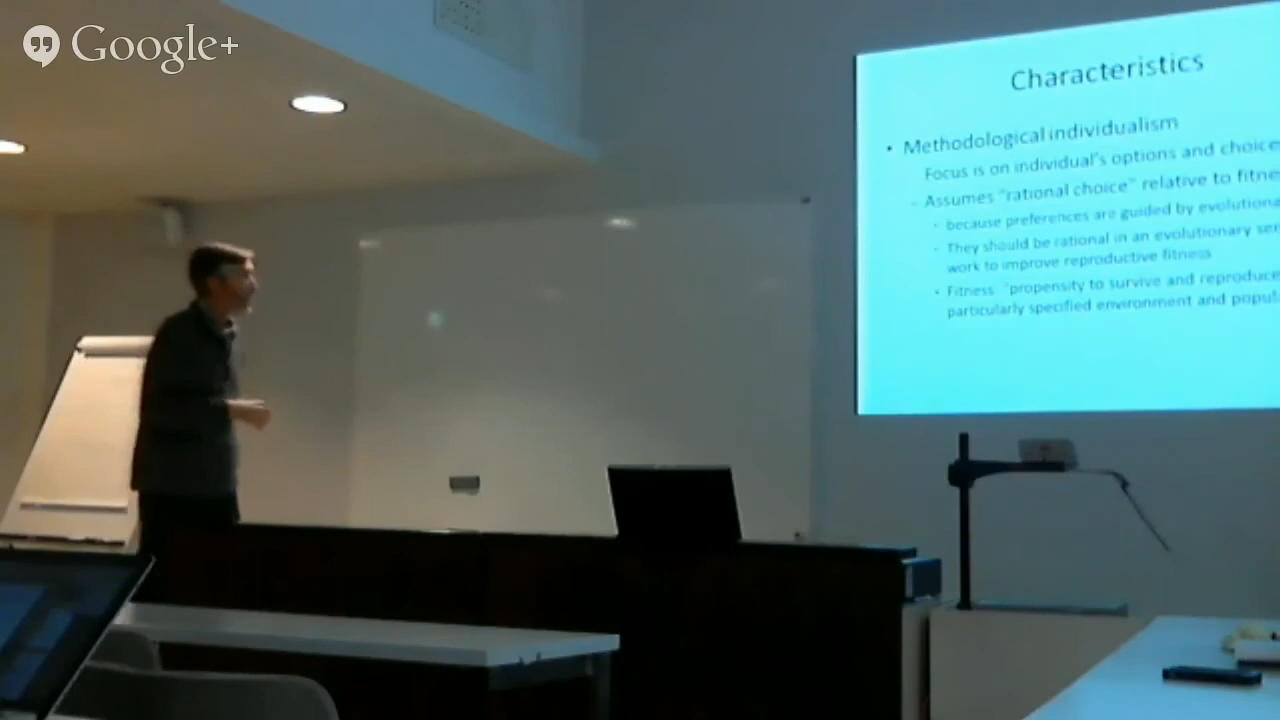 Google+
Characteristics
• Methodological individualism
Focus is on individual's options and choice
- Assumes "rational choice" relative to fitne
• because preferences are guided by evolutiona
• They should be rational in an evolutionary sen
work to improve reproductive fitness
• Fitness "propensity to survive and reproduce
particularly specified environment and popul